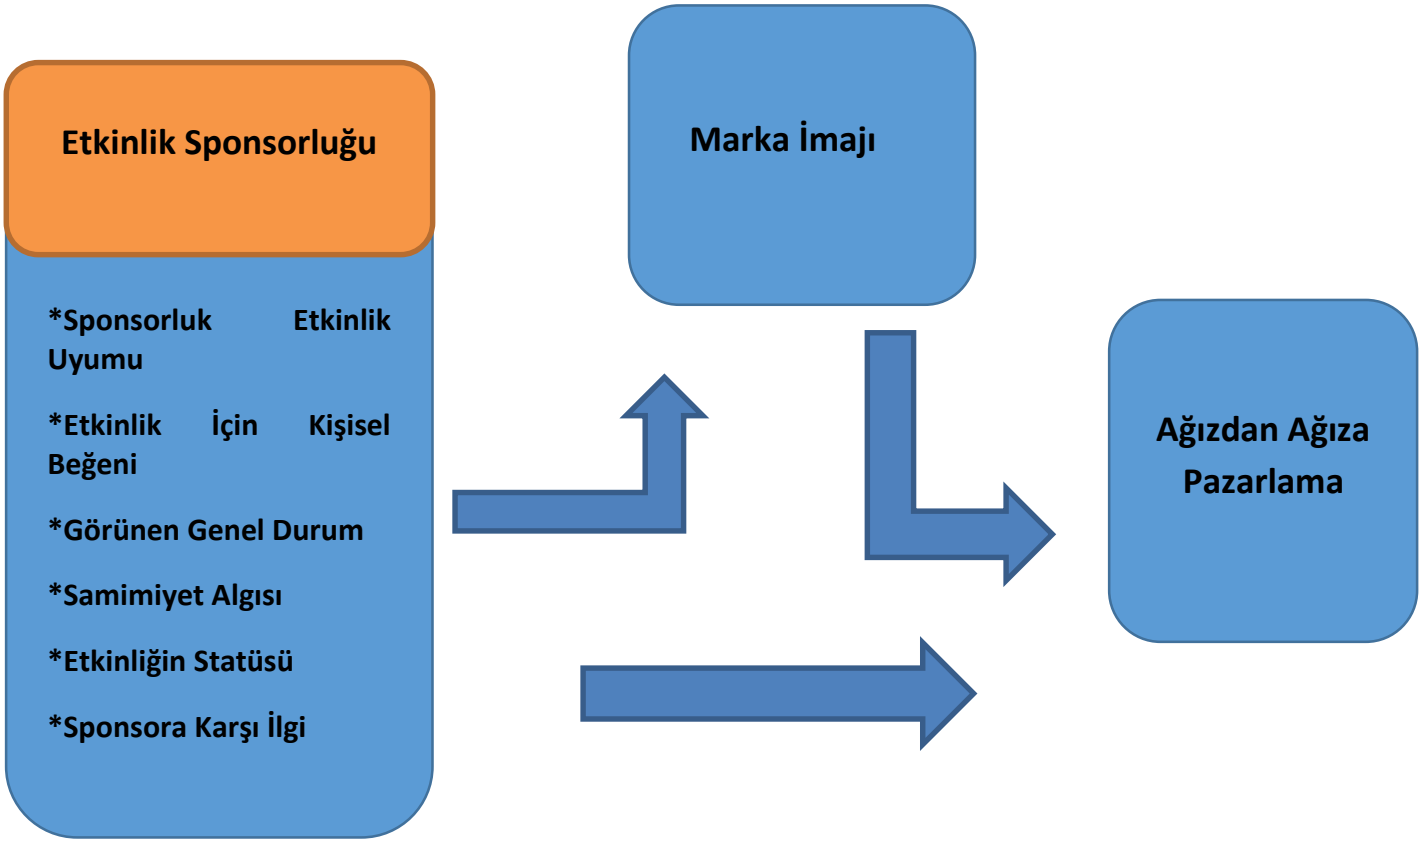 Etkinlik Sponsorluğu
*Sponsorluk Etkinlik
Uyumu
*Etkinlik İçin Kişisel
Beğeni
*Görünen Genel Durum
*Samimiyet Algısı
*Etkinliğin Statüsü
*Sponsora Karşı İlgi
Marka İmajı
Ağızdan Ağıza
Pazarlama